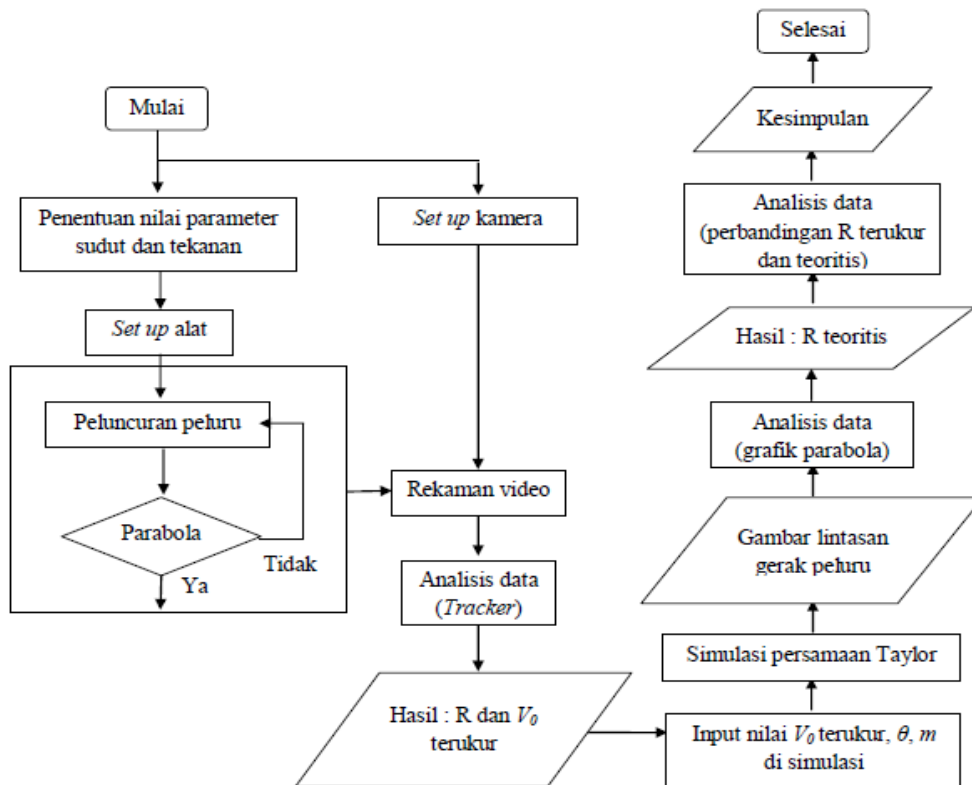 Mulai
Penentuan nilai parameter
sudut dan tekanan
Set up alat
Peluncuran peluru
Parabola
Tidak
Ya
Set up kamera
Rekaman video
Analisis data
(Tracker)
Hasil : R dan V₀
terukur
Input nilai V₀ terukur, θ, m
di simulasi
Simulasi persamaan Taylor
Gambar lintasan
gerak peluru
Analisis data
(grafik parabola)
Hasil : R teoritis
Analisis data
(perbandingan R terukur
dan teoritis)
Kesimpulan
Selesai